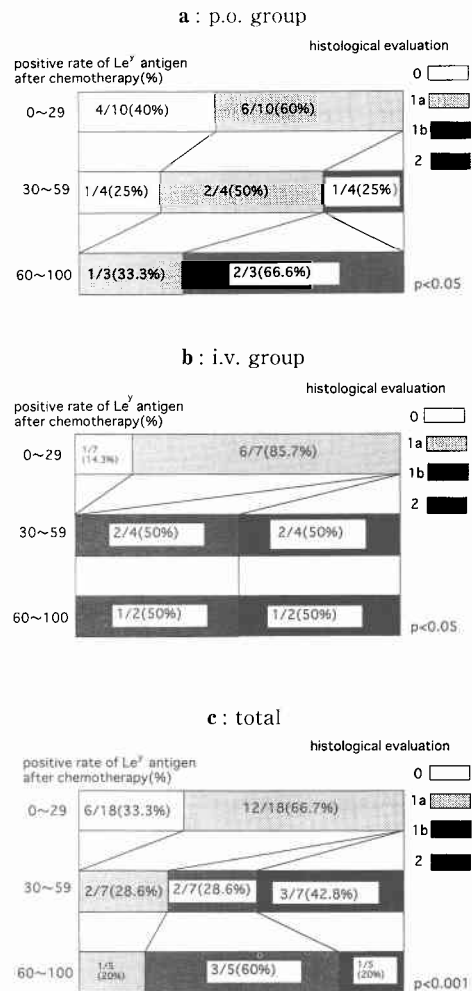 a : p.o. group
histological evaluation
positive rate of Leʸ antigen
after chemotherapy(%)
0
1a
1b
2
0~29
4/10(40%)
6/10(60%)
30~59
1/4(25%)
2/4(50%)
1/4(25%)
60~100
1/3(33.3%)
2/3(66.6%)
p<0.05
b : i.v. group
histological evaluation
positive rate of Leʸ antigen
after chemotherapy(%)
0
1a
1b
2
0~29
1/7
(14.3%)
6/7(85.7%)
30~59
2/4(50%)
2/4(50%)
60~100
1/2(50%)
1/2(50%)
p<0.05
c : total
histological evaluation
positive rate of Leʸ antigen
after chemotherapy(%)
0
1a
1b
2
0~29
6/18(33.3%)
12/18(66.7%)
30~59
2/7(28.6%)
2/7(28.6%)
3/7(42.8%)
60~100
1/5
(20%)
3/5(60%)
1/5
(20%)
p<0.001